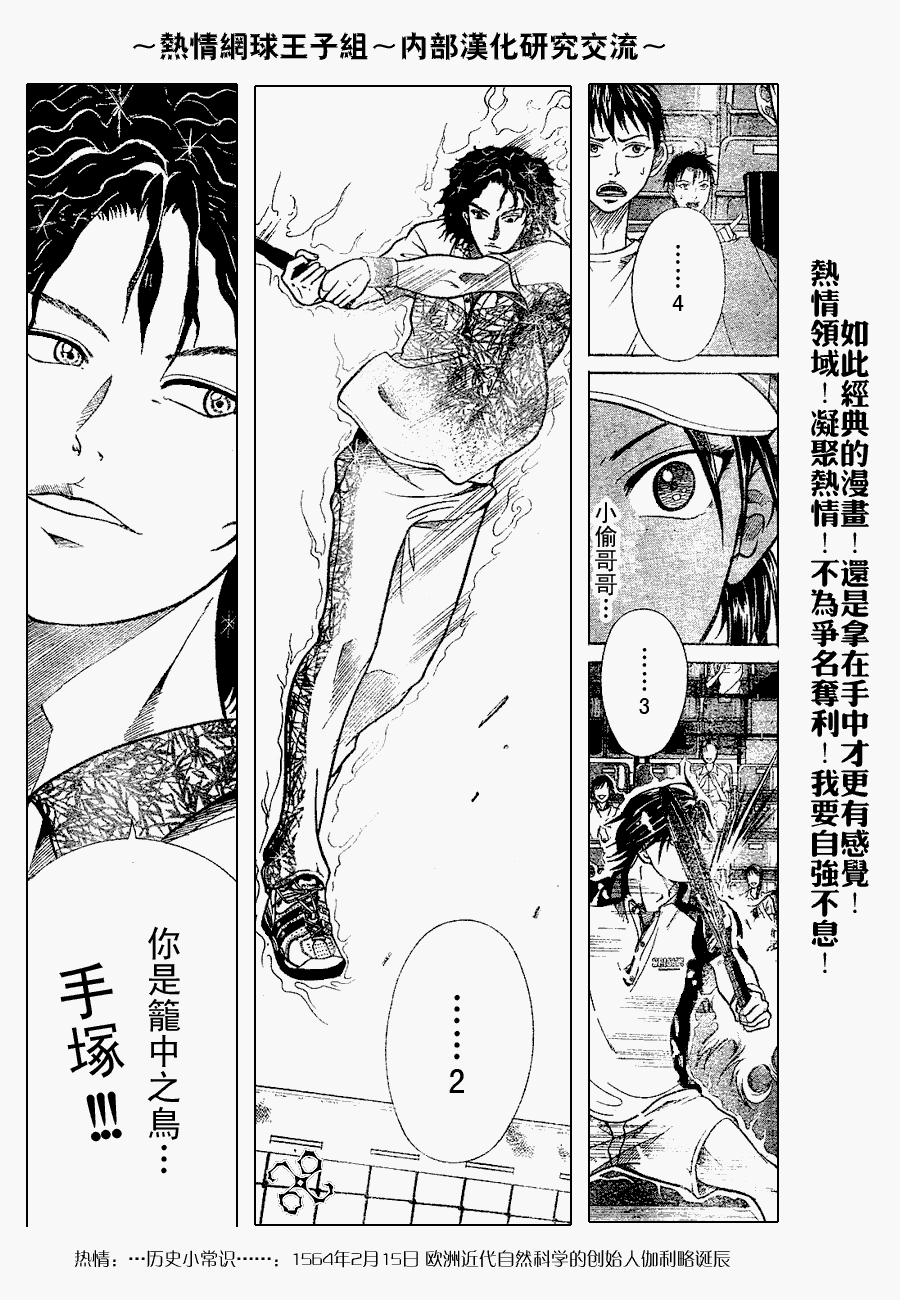 ～熱情網球王子組～内部漢化研究交流～
如此經典的漫畫！還是拿在手中才更有感覺！
熱情領域！凝聚熱情！不為爭名奪利！我要自強不息！
……4
小偷哥哥…
……3
SEIGAKU
……2
你是籠中之鳥…
手塚!!!
热情：…历史小常识……：1564年2月15日 欧洲近代自然科学的创始人伽利略诞辰